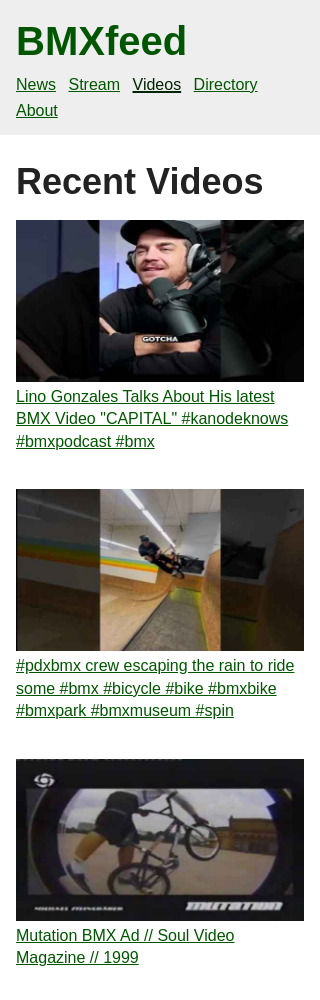 BMXfeed
News Stream Videos Directory
About
Recent Videos
GOTCHA
Lino Gonzales Talks About His latest
BMX Video "CAPITAL" #kanodeknows
#bmxpodcast #bmx
#pdxbmx crew escaping the rain to ride
some #bmx #bicycle #bike #bmxbike
#bmxpark #bmxmuseum #spin
MUTATION
Mutation BMX Ad // Soul Video
Magazine // 1999